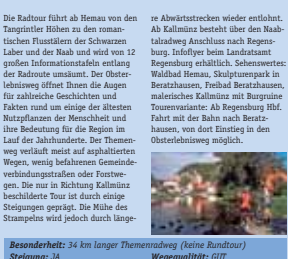 Die Radtour führt ab Hemau von den
Tangrintler Höhen zu den roman-
tischen Flusstälern der Schwarzen
Laber und der Naab und wird von 12
großen Informationstafeln entlang
der Radroute umsäumt. Der Obster-
lebnisweg öffnet Ihnen die Augen
für zahlreiche Geschichten und
Fakten rund um einige der ältesten
Nutzpflanzen der Menschheit und
ihre Bedeutung für die Region im
Lauf der Jahrhunderte. Der Themen-
weg verläuft meist auf asphaltierten
Wegen, wenig befahrenen Gemeinde-
verbindungsstraßen oder Forstwe-
gen. Die nur in Richtung Kallmünz
beschilderte Tour ist durch einige
Steigungen geprägt. Die Mühe des
Strampelns wird jedoch durch länge-
re Abwärtsstrecken wieder entlohnt.
Ab Kallmünz besteht über den Naab-
talradweg Anschluss nach Regens-
burg. Infoflyer beim Landratsamt
Regensburg erhältlich. Sehenswertes:
Waldbad Hemau, Skulpturenpark in
Beratzhausen, Freibad Beratzhausen,
malerisches Kallmünz mit Burgruine
Tourenvariante: Ab Regensburg Hbf.
Fahrt mit der Bahn nach Beratz-
hausen, von dort Einstieg in den
Obsterlebnisweg möglich.
Besonderheit: 34 km langer Themenradweg (keine Rundtour)
Steigung: JA Wegequalität: GUT